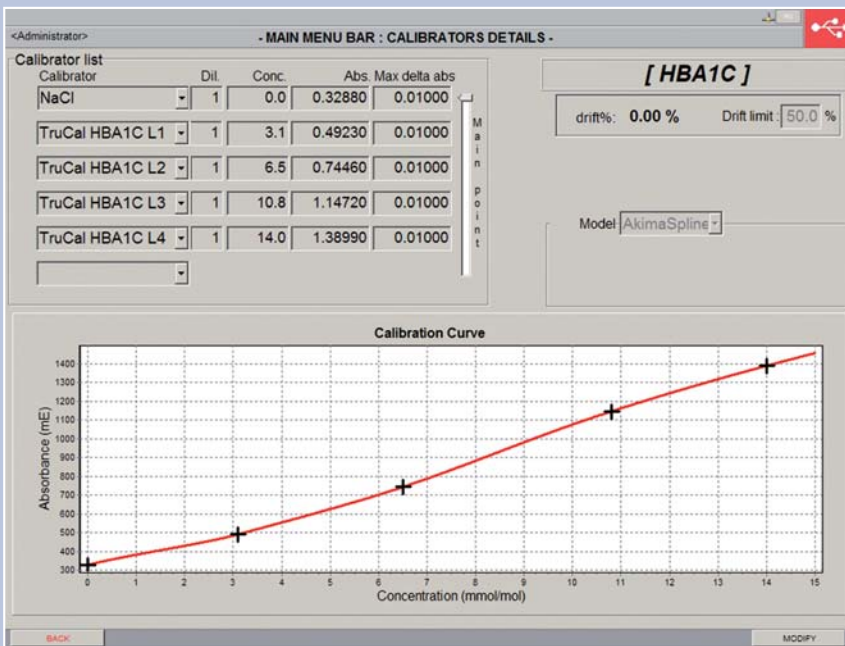 <Administrator>
- MAIN MENU BAR : CALIBRATORS DETAILS -
Calibrator list
Calibrator Dil. Conc. Abs. Max delta abs
NaCl 1 0.0 0.32880 0.01000
TruCal HBA1C L1 1 3.1 0.49230 0.01000
TruCal HBA1C L2 1 6.5 0.74460 0.01000
TruCal HBA1C L3 1 10.8 1.14720 0.01000
TruCal HBA1C L4 1 14.0 1.38990 0.01000
Main point
[ HBA1C ]
drift%: 0.00 % Drift limit : 50.0 %
Model AkimaSpline
Calibration Curve
Absorbance (mE)
1400
1300
1200
1100
1000
900
800
700
600
500
400
300
0 1 2 3 4 5 6 7 8 9 10 11 12 13 14 15
Concentration (mmol/mol)
BACK MODIFY